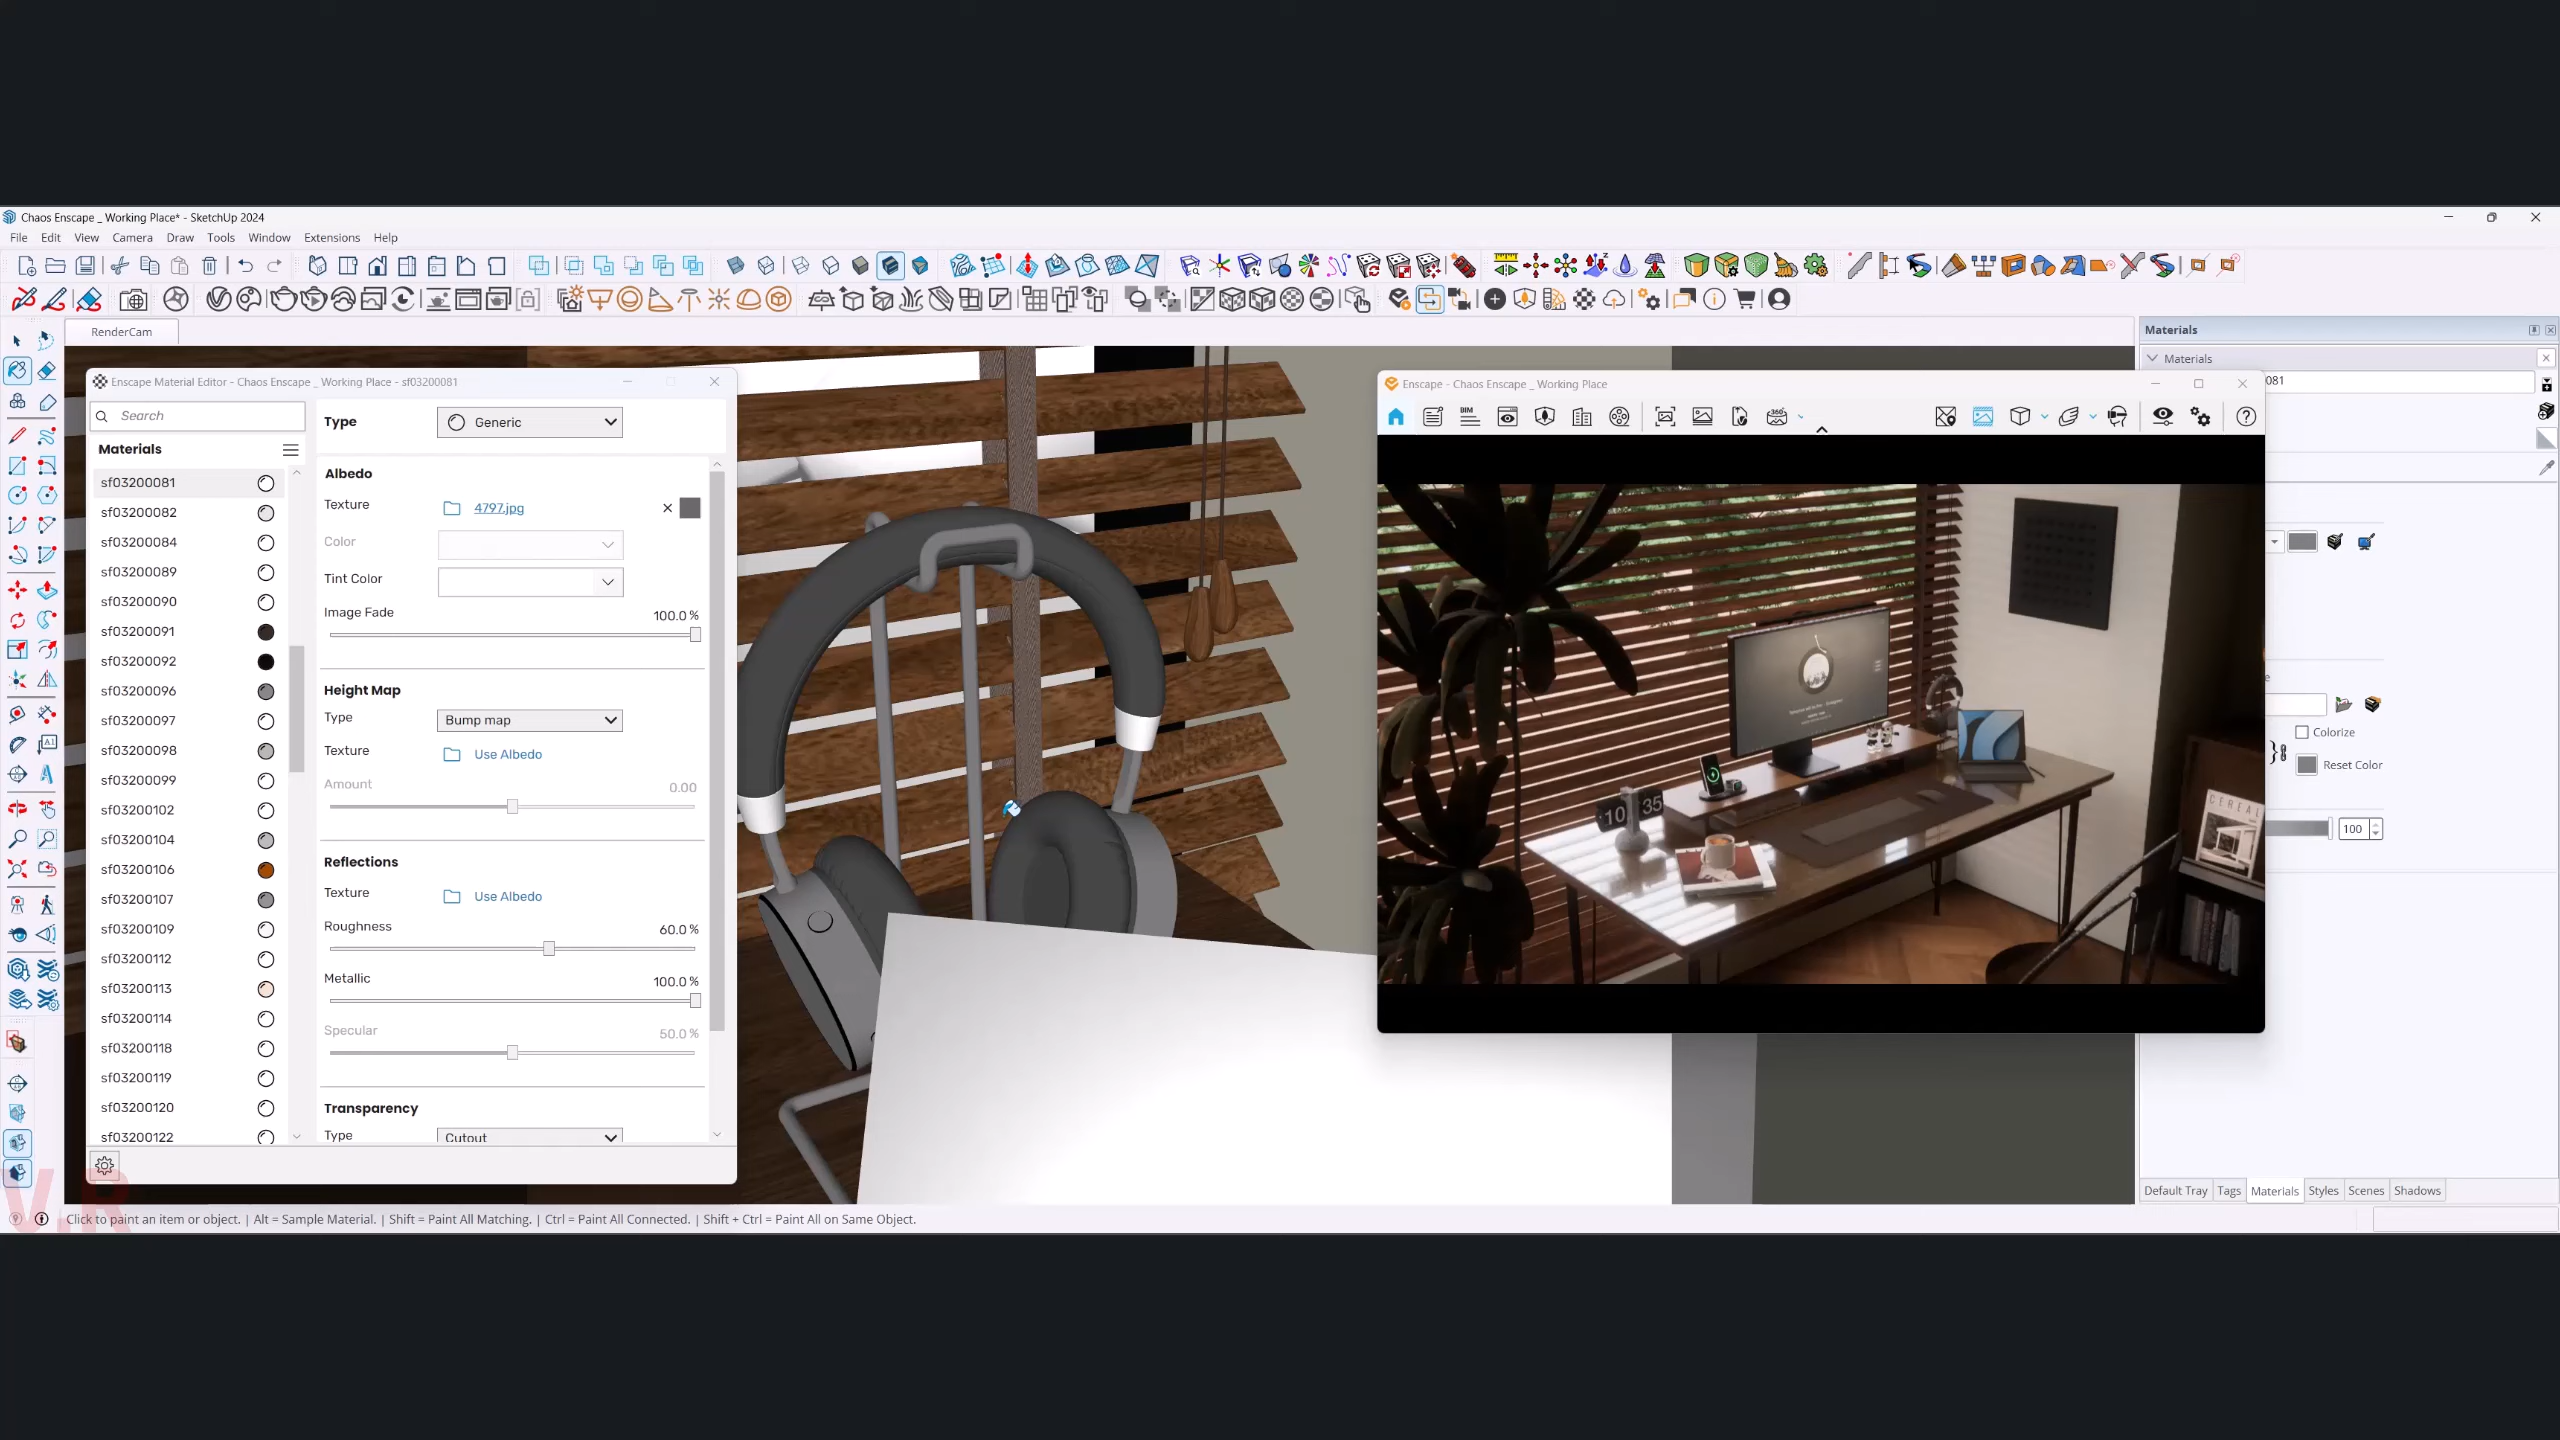 Chaos Enscape _ Working Place* - SketchUp 2024
File Edit View Camera Draw Tools Window Extensions Help
RenderCam
Materials
Materials
081
Enscape Material Editor - Chaos Enscape _ Working Place - sf03200081
Search
Materials
sf03200081
sf03200082
sf03200084
sf03200089
sf03200090
sf03200091
sf03200092
sf03200096
sf03200097
sf03200098
sf03200099
sf03200102
sf03200104
sf03200106
sf03200107
sf03200109
sf03200112
sf03200113
sf03200114
sf03200118
sf03200119
sf03200120
sf03200122
Type Generic
Albedo
Texture 4797.jpg
Color
Tint Color
Image Fade 100.0 %
Height Map
Type Bump map
Texture Use Albedo
Amount 0.00
Reflections
Texture Use Albedo
Roughness 60.0 %
Metallic 100.0 %
Specular 50.0 %
Transparency
Type Cutout
Enscape - Chaos Enscape _ Working Place
BIM
360°
10 35
CEREAL
Colorize
Reset Color
100
Default Tray Tags Materials Styles Scenes Shadows
V.R
Click to paint an item or object. | Alt = Sample Material. | Shift = Paint All Matching. | Ctrl = Paint All Connected. | Shift + Ctrl = Paint All on Same Object.